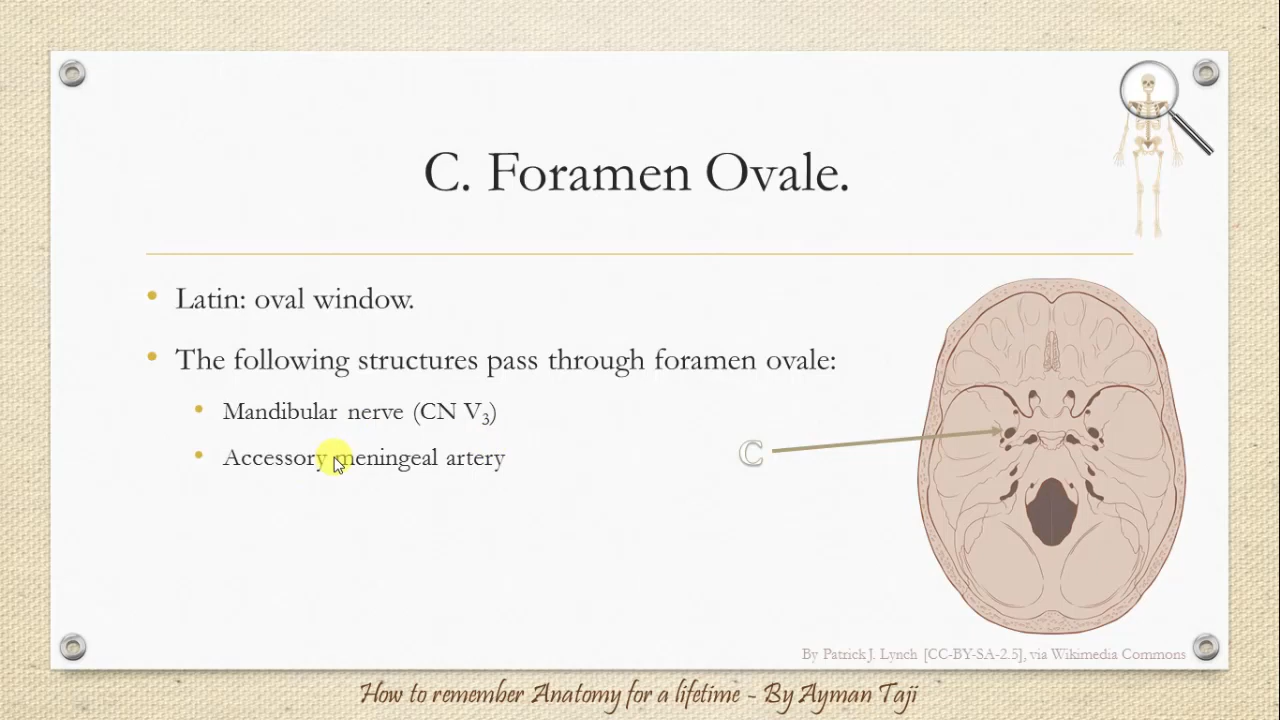 C. Foramen Ovale.
• Latin: oval window.
• The following structures pass through foramen ovale:
• Mandibular nerve (CN V₃)
• Accessory meningeal artery
C
By Patrick J. Lynch [CC-BY-SA-2.5], via Wikimedia Commons
How to remember Anatomy for a lifetime - By Ayman Taji